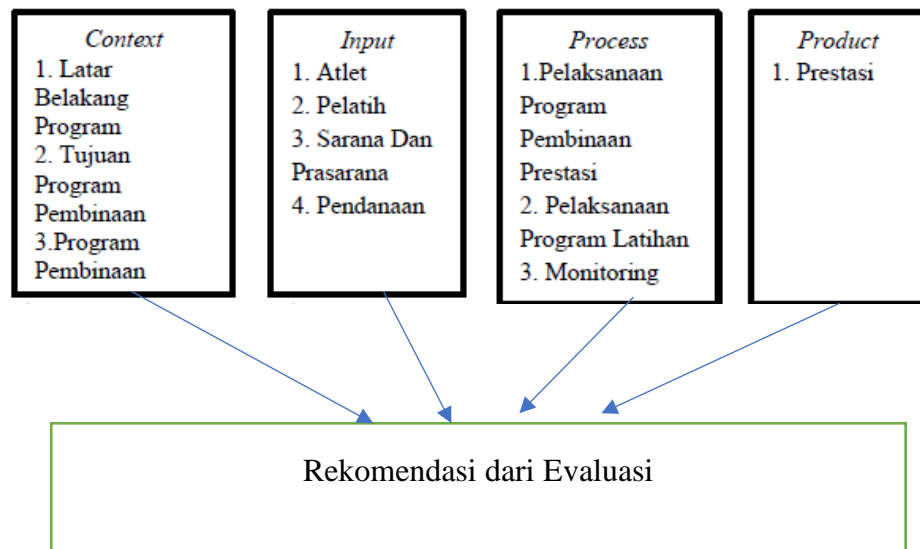 Context
1. Latar
Belakang
Program
2. Tujuan
Program
Pembinaan
3.Program
Pembinaan
Input
1. Atlet
2. Pelatih
3. Sarana Dan
Prasarana
4. Pendanaan
Process
1.Pelaksanaan
Program
Pembinaan
Prestasi
2. Pelaksanaan
Program Latihan
3. Monitoring
Product
1. Prestasi
Rekomendasi dari Evaluasi